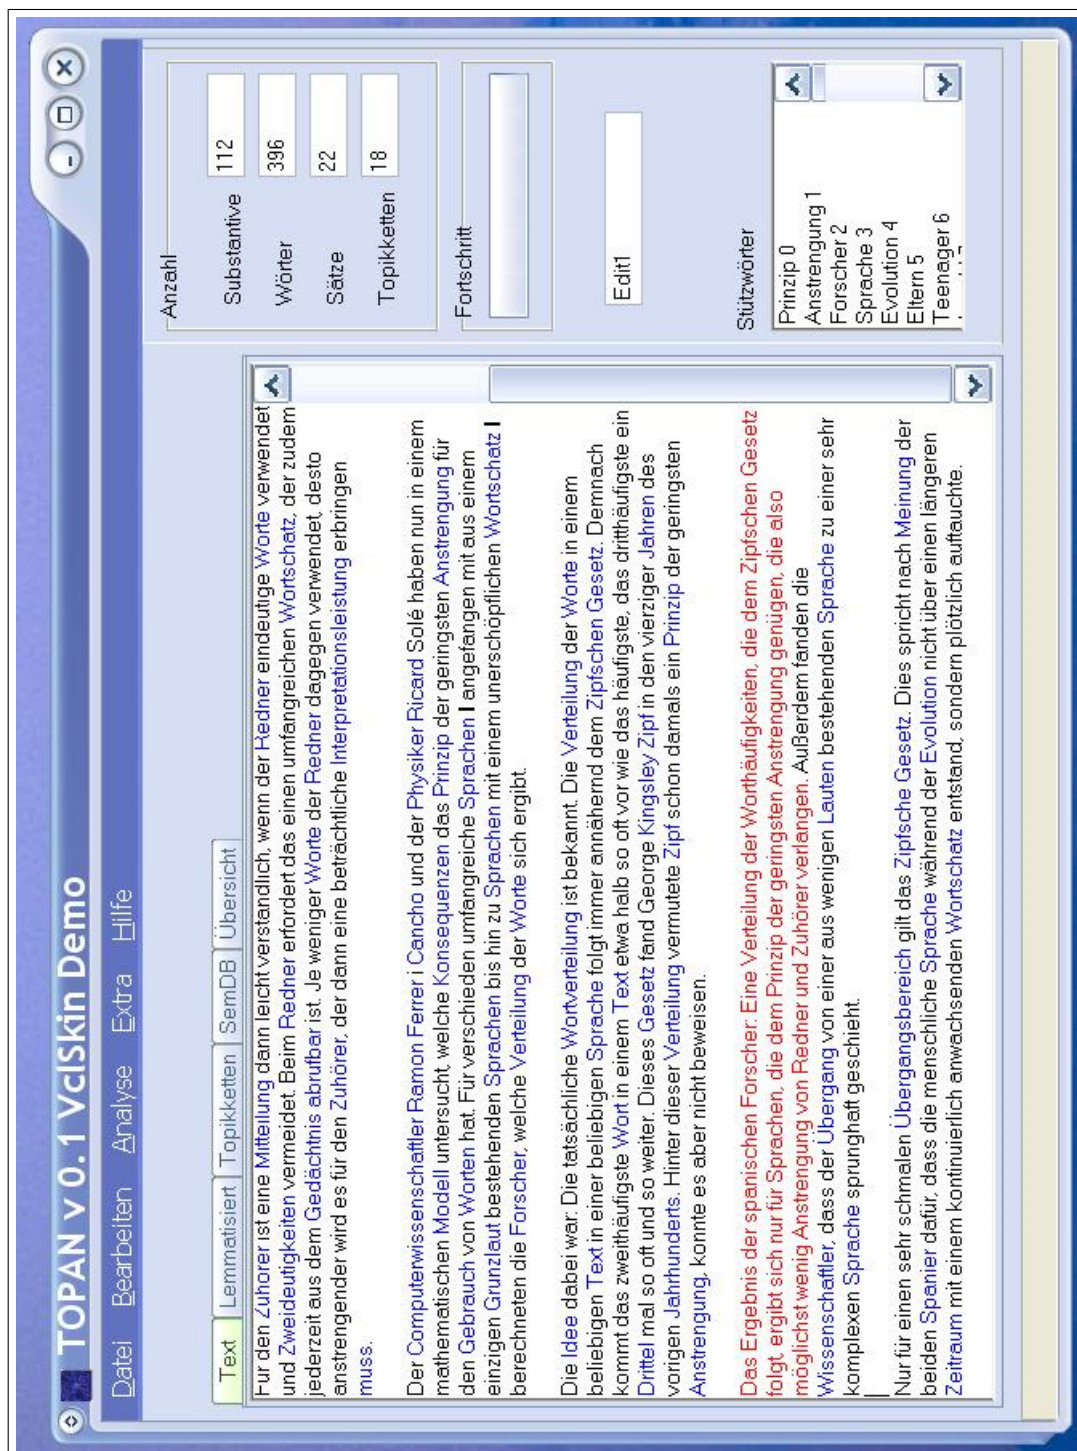 TOPAN v 0.1 VclSkin Demo
Datei Bearbeiten Analyse Extra Hilfe
Text Lemmatisiert Topikketten SemDB Übersicht
Für den Zuhörer ist eine Mitteilung dann leicht verständlich, wenn der Redner eindeutige Worte verwendet
und Zweideutigkeiten vermeidet. Beim Redner erfordert das einen umfangreichen Wortschatz, der zudem
jederzeit aus dem Gedächtnis abrufbar ist. Je weniger Worte der Redner dagegen verwendet, desto
anstrengender wird es für den Zuhörer, der dann eine beträchtliche Interpretationsleistung erbringen
muss.
Der Computerwissenschaftler Ramon Ferrer i Cancho und der Physiker Ricard Solé haben nun in einem
mathematischen Modell untersucht, welche Konsequenzen das Prinzip der geringsten Anstrengung für
den Gebrauch von Worten hat. Für verschieden umfangreiche Sprachen I angefangen mit aus einem
einzigen Grunzlaut bestehenden Sprachen bis hin zu Sprachen mit einem unerschöpflichen Wortschatz I
berechneten die Forscher, welche Verteilung der Worte sich ergibt.
Die Idee dabei war: Die tatsächliche Wortverteilung ist bekannt. Die Verteilung der Worte in einem
beliebigen Text in einer beliebigen Sprache folgt immer annähernd dem Zipfschen Gesetz. Demnach
kommt das zweithäufigste Wort in einem Text etwa halb so oft vor wie das häufigste, das dritthäufigste ein
Drittel mal so oft und so weiter. Dieses Gesetz fand George Kingsley Zipf in den vierziger Jahren des
vorigen Jahrhunderts. Hinter dieser Verteilung vermutete Zipf schon damals ein Prinzip der geringsten
Anstrengung, konnte es aber nicht beweisen.
Das Ergebnis der spanischen Forscher: Eine Verteilung der Worthäufigkeiten, die dem Zipfschen Gesetz
folgt, ergibt sich nur für Sprachen, die dem Prinzip der geringsten Anstrengung genügen, die also
möglichst wenig Anstrengung von Redner und Zuhörer verlangen. Außerdem fanden die
Wissenschaftler, dass der Übergang von einer aus wenigen Lauten bestehenden Sprache zu einer sehr
komplexen Sprache sprunghaft geschieht.
Nur für einen sehr schmalen Übergangsbereich gilt das Zipfsche Gesetz. Dies spricht nach Meinung der
beiden Spanier dafür, dass die menschliche Sprache während der Evolution nicht über einen längeren
Zeitraum mit einem kontinuierlich anwachsenden Wortschatz entstand, sondern plötzlich auftauchte.
Anzahl
Substantive 112
Wörter 396
Sätze 22
Topikketten 18
Fortschritt
Edit1
Stützwörter
Prinzip 0
Anstrengung 1
Forscher 2
Sprache 3
Evolution 4
Eltern 5
Teenager 6